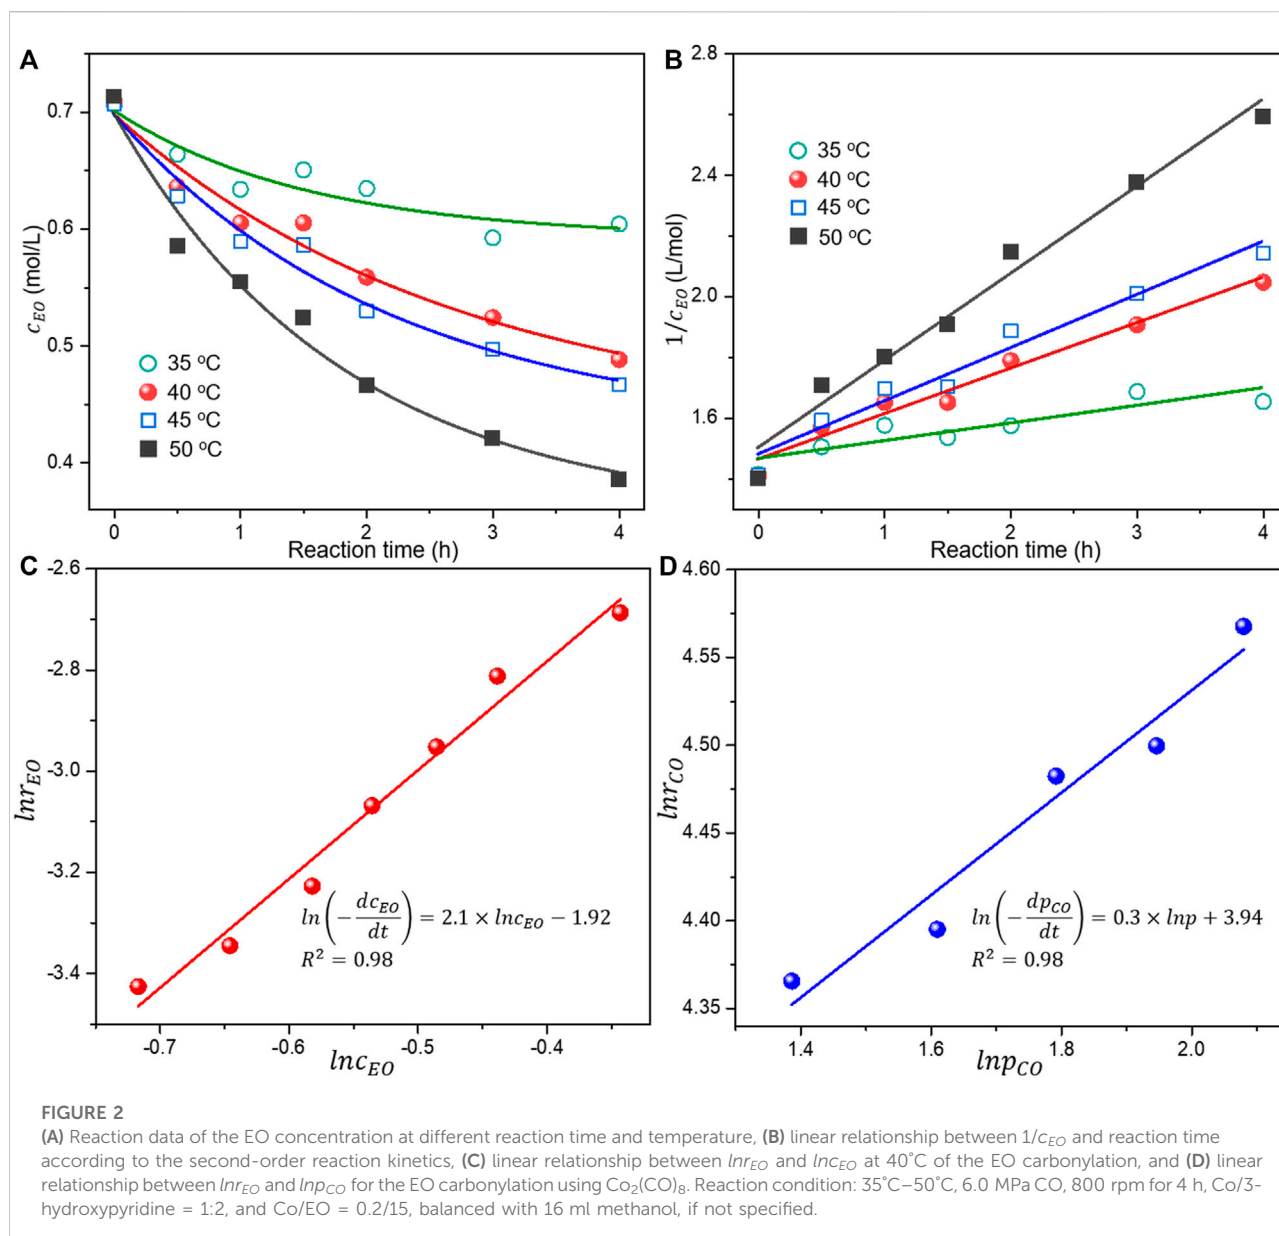 A
0.7
0.6
0.5
0.4
c_EO (mol/L)
35 °C
40 °C
45 °C
50 °C
0 1 2 3 4
Reaction time (h)
B
2.8
2.4
2.0
1.6
1/c_EO (L/mol)
35 °C
40 °C
45 °C
50 °C
0 1 2 3 4
Reaction time (h)
C
-2.6
-2.8
-3.0
-3.2
-3.4
lnr_EO
ln(-dc_EO/dt) = 2.1 × lnc_EO − 1.92
R² = 0.98
-0.7 -0.6 -0.5 -0.4
lnc_EO
D
4.60
4.55
4.50
4.45
4.40
4.35
lnr_CO
ln(-dp_CO/dt) = 0.3 × lnp + 3.94
R² = 0.98
1.4 1.6 1.8 2.0
lnp_CO
FIGURE 2
(A) Reaction data of the EO concentration at different reaction time and temperature, (B) linear relationship between 1/c_EO and reaction time
according to the second-order reaction kinetics, (C) linear relationship between lnr_EO and lnc_EO at 40°C of the EO carbonylation, and (D) linear
relationship between lnr_EO and lnp_CO for the EO carbonylation using Co₂(CO)₈. Reaction condition: 35°C–50°C, 6.0 MPa CO, 800 rpm for 4 h, Co/3-
hydroxypyridine = 1:2, and Co/EO = 0.2/15, balanced with 16 ml methanol, if not specified.